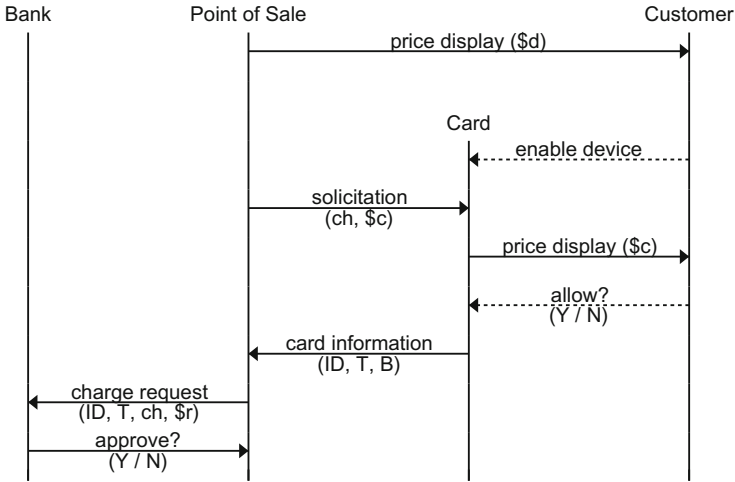 Bank Point of Sale Customer
price display ($d)
Card
enable device
solicitation
(ch, $c)
price display ($c)
allow?
(Y / N)
card information
(ID, T, B)
charge request
(ID, T, ch, $r)
approve?
(Y / N)